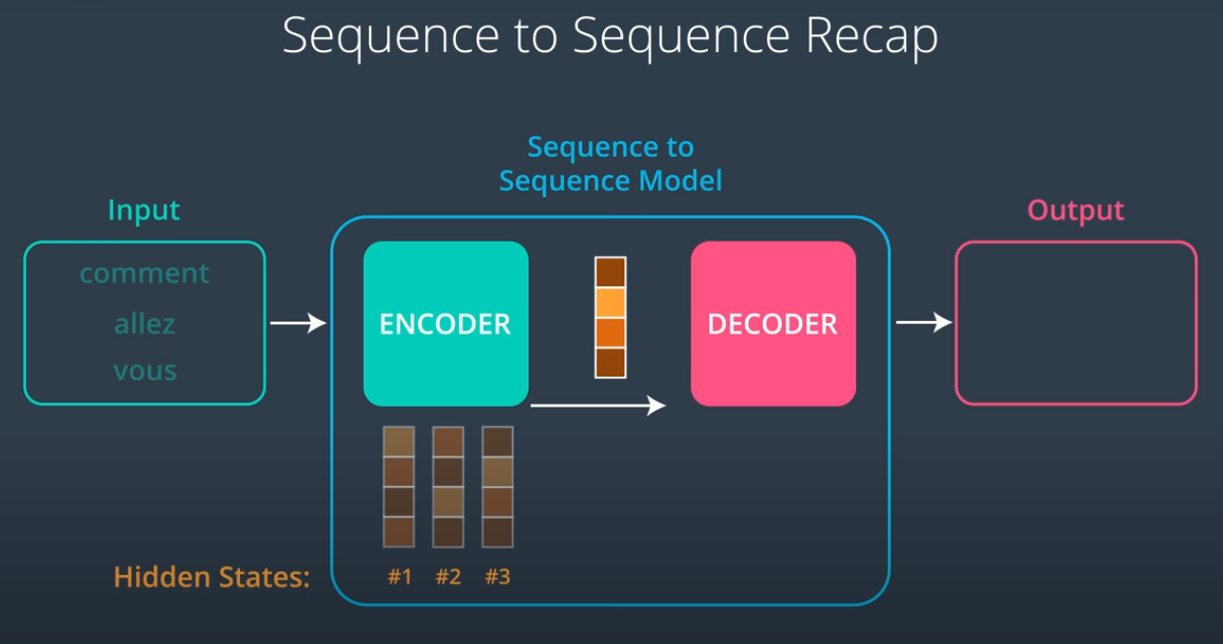 Sequence to Sequence Recap
Sequence to
Sequence Model
Input
Output
comment
allez
vous
ENCODER
DECODER
Hidden States:
#1
#2
#3